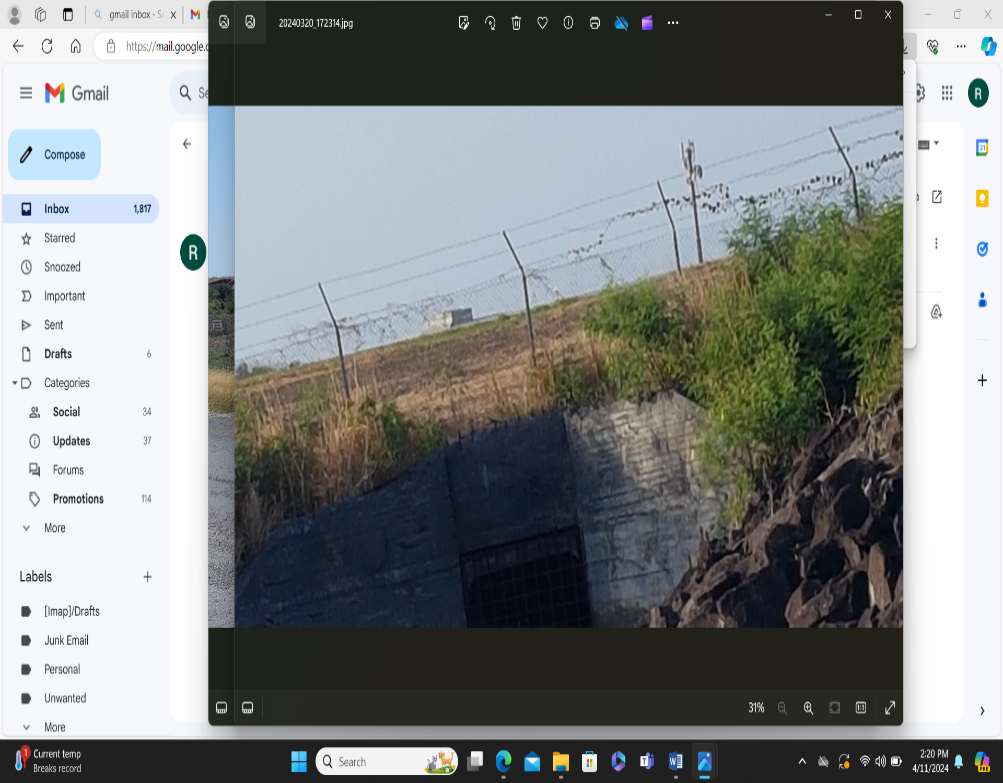 gmail inbox - S
20240320_172314.jpg
https://mail.google.c
Gmail
Se
R
Compose
Inbox 1,817
Starred
Snoozed
Important
Sent
Drafts 6
Categories
Social 34
Updates 37
Forums
Promotions 114
More
R
Labels
[Imap]/Drafts
Junk Email
Personal
Unwanted
More
31%
Current temp
Breaks record
Search
2:20 PM
4/11/2024